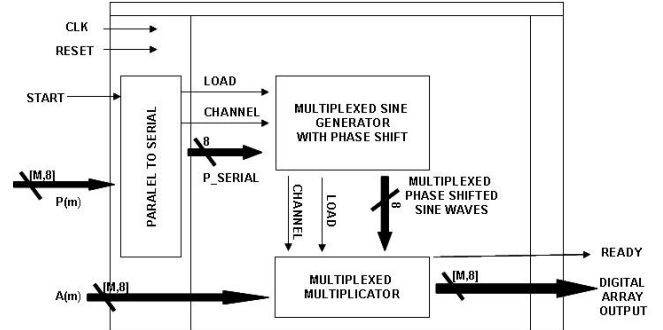 CLK
RESET
START
LOAD
CHANNEL
8
P_SERIAL
PARALEL TO SERIAL
MULTIPLEXED SINE
GENERATOR
WITH PHASE SHIFT
[M,8]
P(m)
CHANNEL
LOAD
8
MULTIPLEXED
PHASE SHIFTED
SINE WAVES
A(m)
[M,8]
MULTIPLEXED
MULTIPLICATOR
[M,8]
READY
DIGITAL
ARRAY
OUTPUT